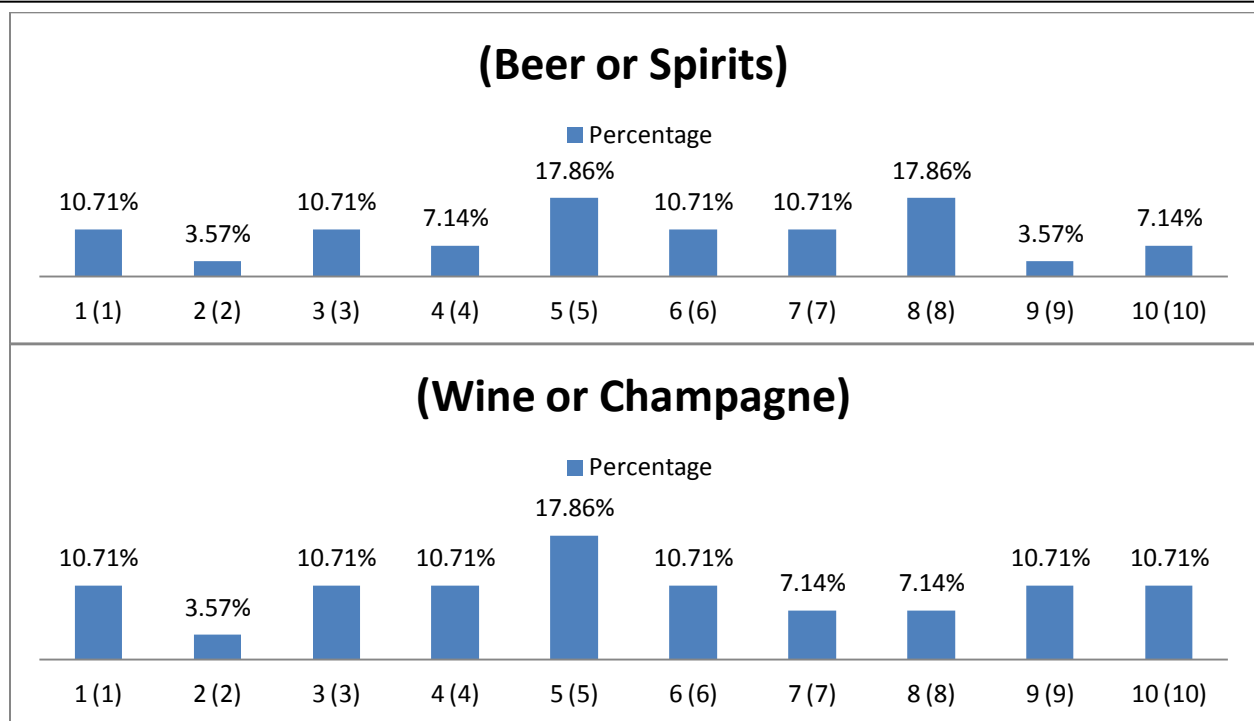 (Beer or Spirits)
Percentage
17.86% 17.86%
10.71% 10.71% 10.71% 10.71%
7.14% 7.14%
3.57% 3.57%
1 (1) 2 (2) 3 (3) 4 (4) 5 (5) 6 (6) 7 (7) 8 (8) 9 (9) 10 (10)
(Wine or Champagne)
Percentage
17.86%
10.71% 10.71% 10.71% 10.71% 10.71% 10.71%
7.14% 7.14%
3.57%
1 (1) 2 (2) 3 (3) 4 (4) 5 (5) 6 (6) 7 (7) 8 (8) 9 (9) 10 (10)